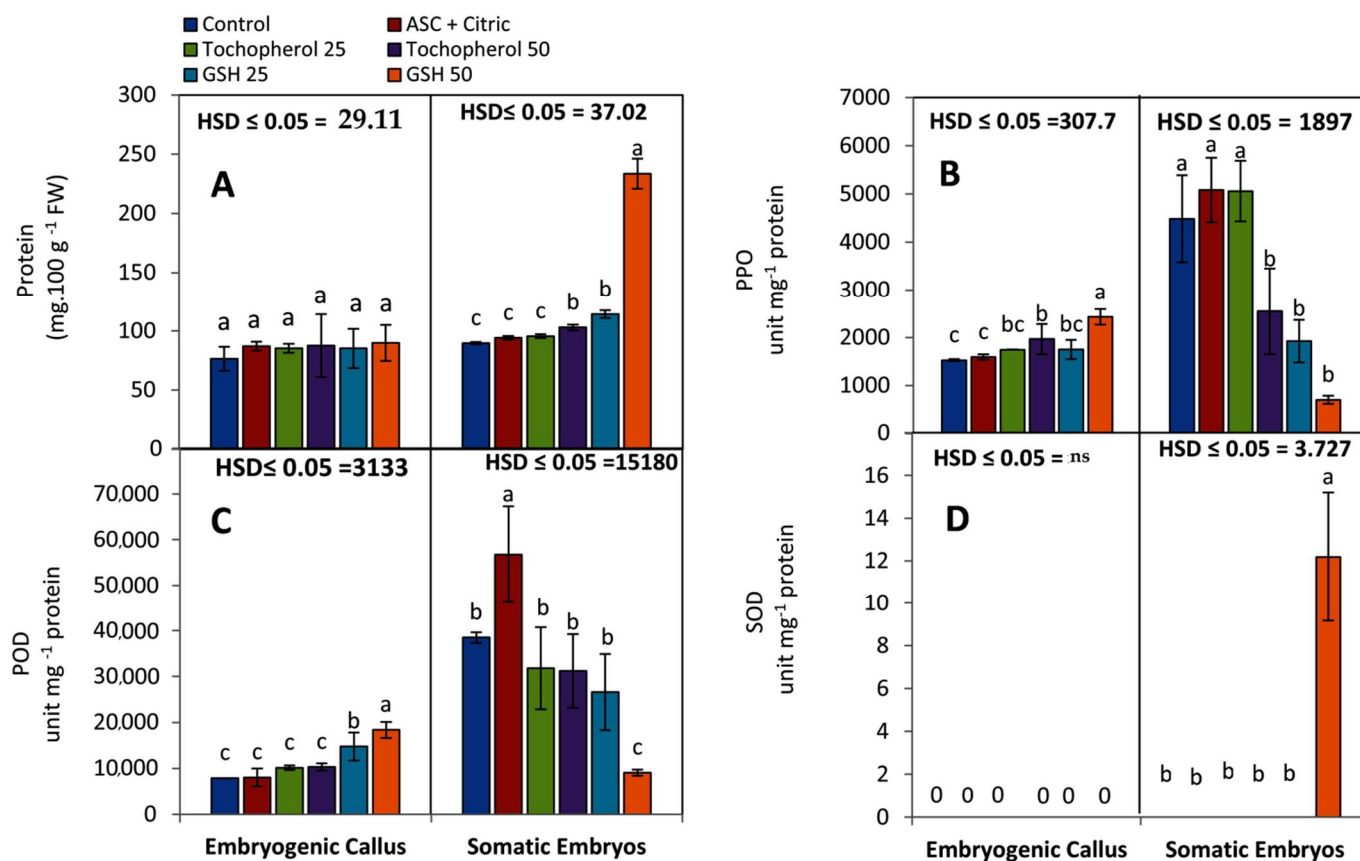 Control ASC + Citric
Tochopherol 25 Tochopherol 50
GSH 25 GSH 50
Protein
(mg.100 g -1 FW)
300
250
200
150
100
50
0
HSD ≤ 0.05 = 29.11
HSD≤ 0.05 = 37.02
A
a a a a a a
c c c b b a
PPO
unit mg-1 protein
7000
6000
5000
4000
3000
2000
1000
0
HSD ≤ 0.05 =307.7
HSD ≤ 0.05 = 1897
B
c c bc b bc a
a a a b b b
POD
unit mg -1 protein
70,000
60,000
50,000
40,000
30,000
20,000
10,000
0
HSD≤ 0.05 =3133
HSD ≤ 0.05 =15180
C
c c c c b a
b a b b b c
Embryogenic Callus Somatic Embryos
SOD
unit mg-1 protein
16
14
12
10
8
6
4
2
0
HSD ≤ 0.05 = ns
HSD ≤ 0.05 = 3.727
D
0 0 0 0 0 0
b b b b b a
Embryogenic Callus Somatic Embryos